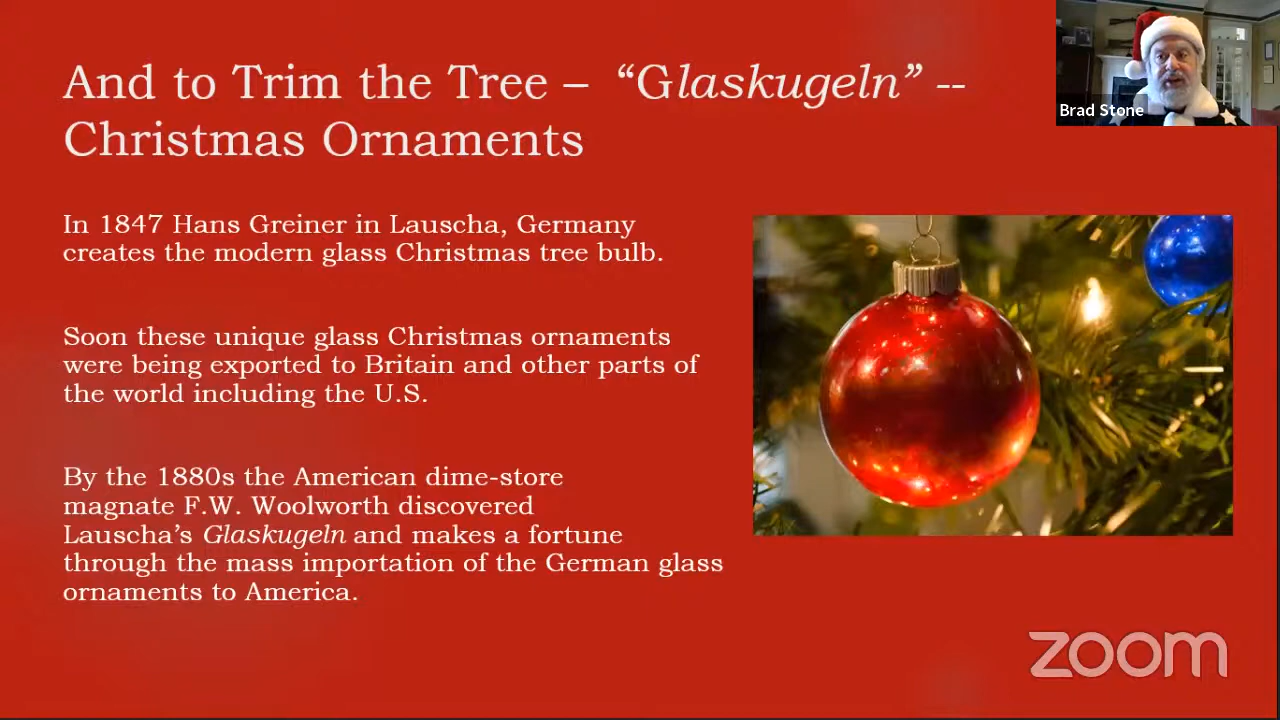 And to Trim the Tree – “Glaskugeln” --
Christmas Ornaments
Brad Stone
In 1847 Hans Greiner in Lauscha, Germany
creates the modern glass Christmas tree bulb.
Soon these unique glass Christmas ornaments
were being exported to Britain and other parts of
the world including the U.S.
By the 1880s the American dime-store
magnate F.W. Woolworth discovered
Lauscha’s Glaskugeln and makes a fortune
through the mass importation of the German glass
ornaments to America.
zoom